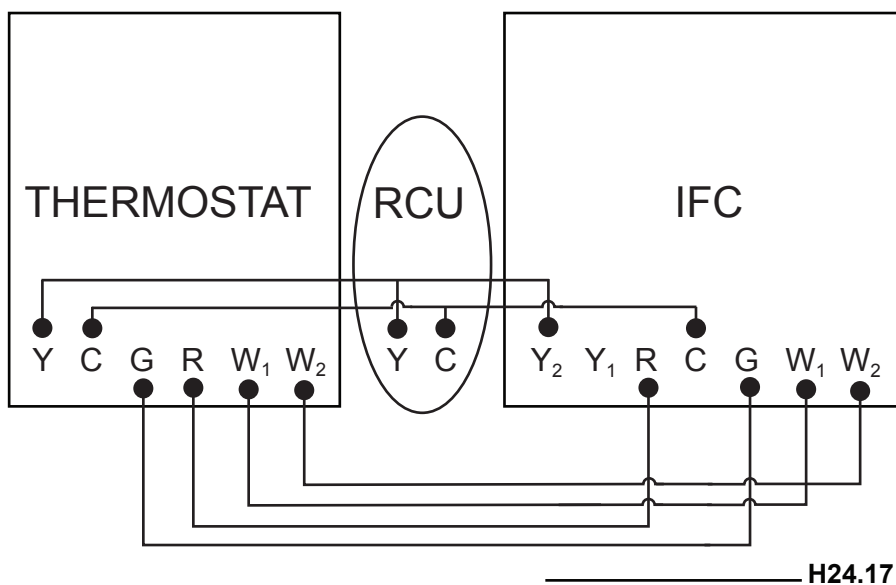 THERMOSTAT RCU IFC
Y C G R W₁ W₂ Y C Y₂ Y₁ R C G W₁ W₂
H24.17